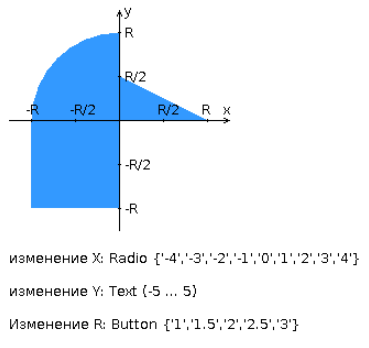 y
R
R/2
-R -R/2 R/2 R x
-R/2
-R
изменение X: Radio {'-4','-3','-2','-1','0','1','2','3','4'}
изменение Y: Text (-5 ... 5)
Изменение R: Button {'1','1.5','2','2.5','3'}